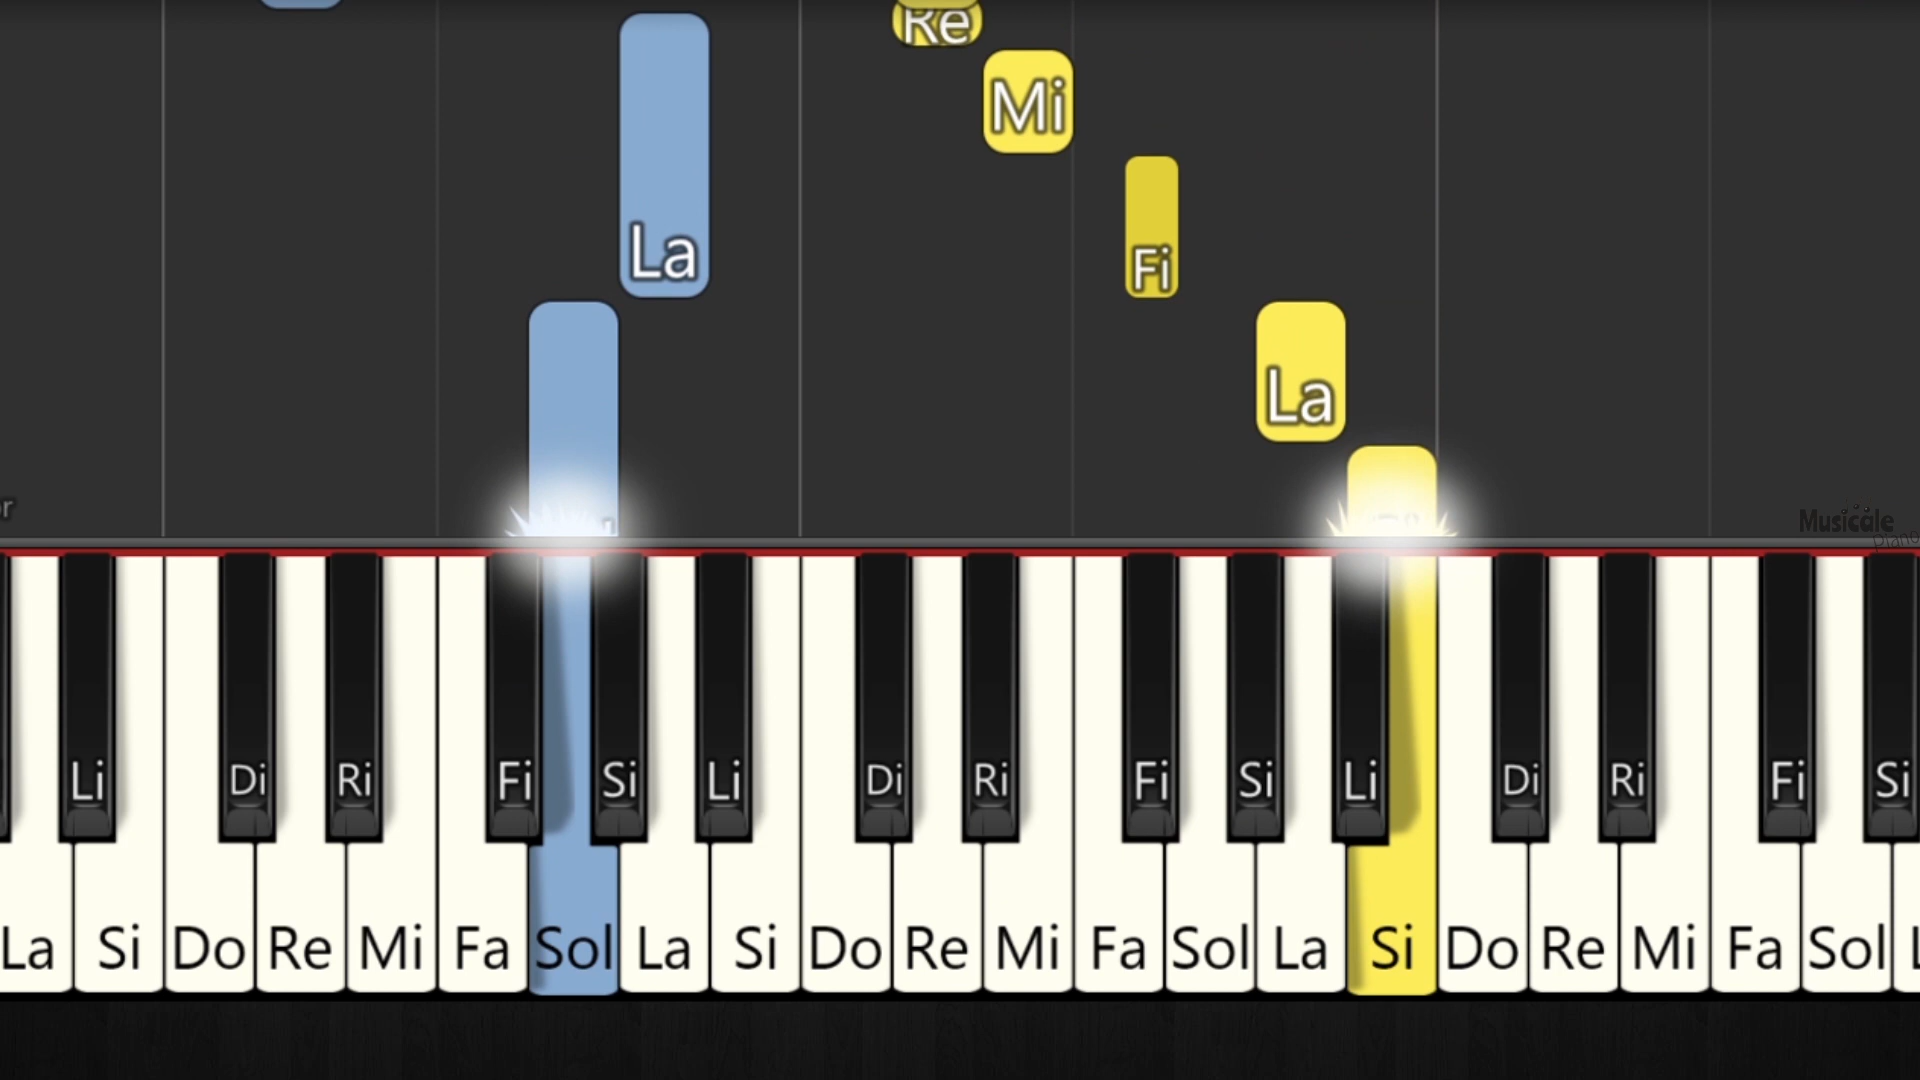 Re
Mi
La
Fi
La
r
Musicale
Piano
Li Di Ri Fi Si Li Di Ri Fi Si Li Di Ri Fi Si
La Si Do Re Mi Fa Sol La Si Do Re Mi Fa Sol La Si Do Re Mi Fa Sol L